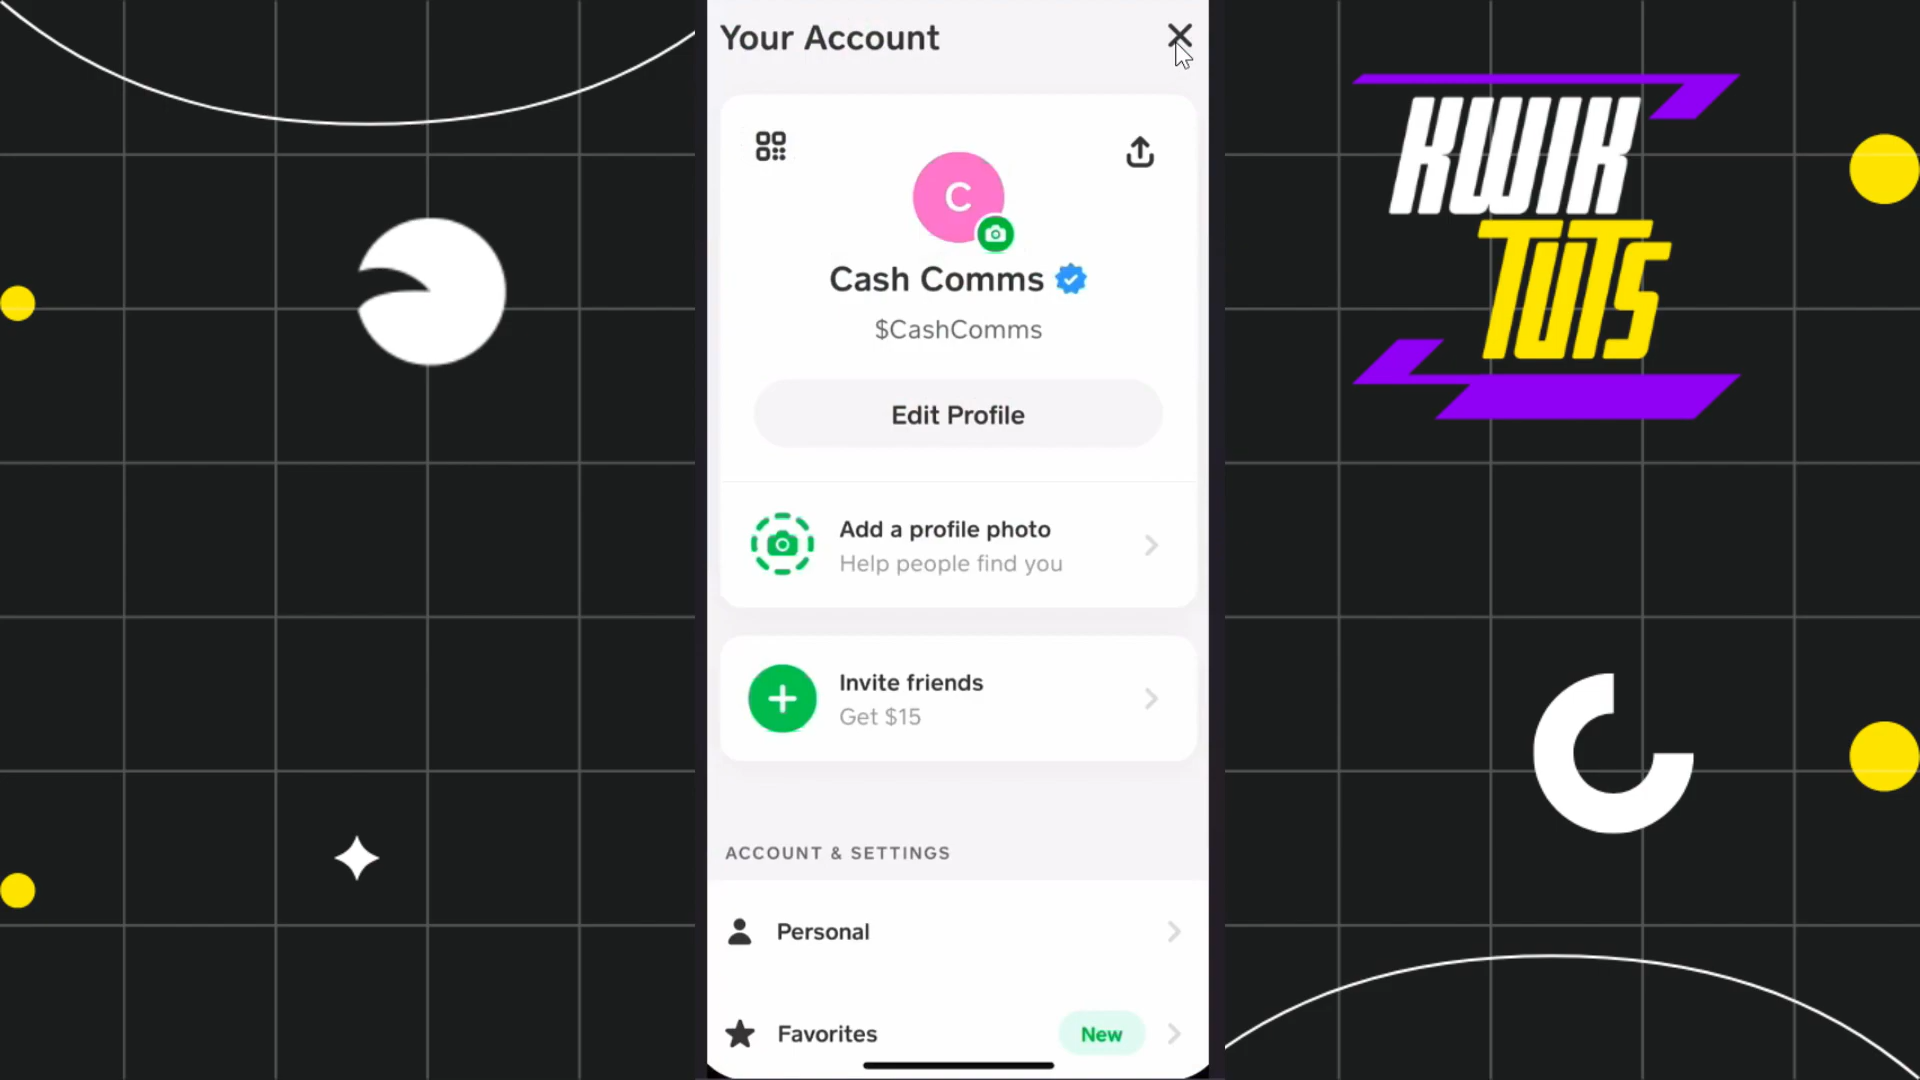 Your Account
C
Cash Comms
$CashComms
Edit Profile
Add a profile photo
Help people find you
Invite friends
Get $15
ACCOUNT & SETTINGS
Personal
Favorites
New
KWIK
TUTS